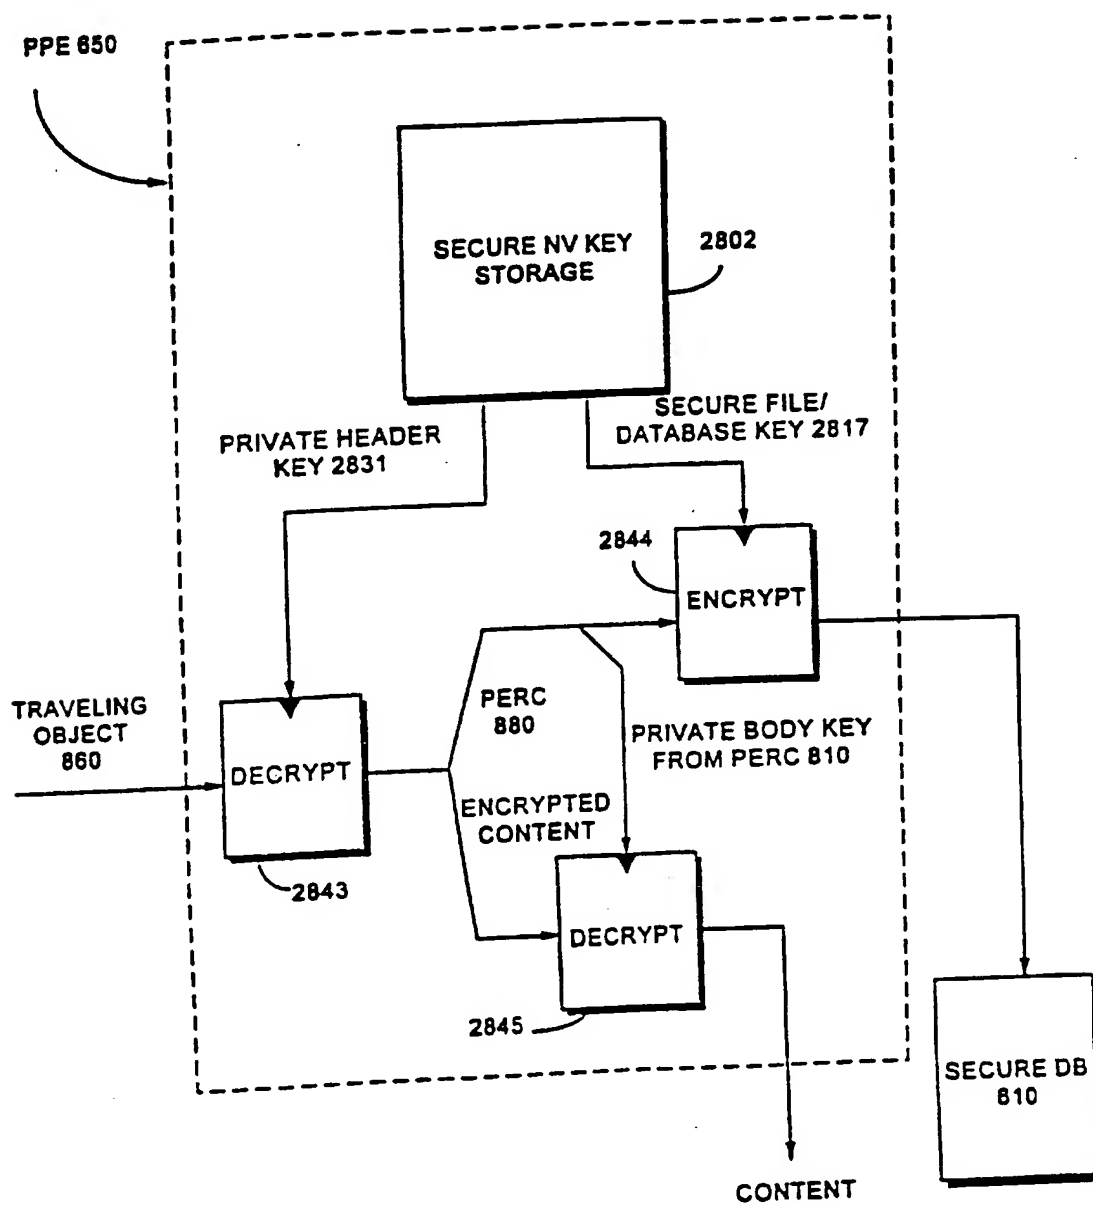 PPE 650
SECURE NV KEY
STORAGE
2802
PRIVATE HEADER
KEY 2831
SECURE FILE/
DATABASE KEY 2817
2844
ENCRYPT
TRAVELING
OBJECT
860
DECRYPT
2843
PERC
880
PRIVATE BODY KEY
FROM PERC 810
ENCRYPTED
CONTENT
DECRYPT
2845
SECURE DB
810
CONTENT